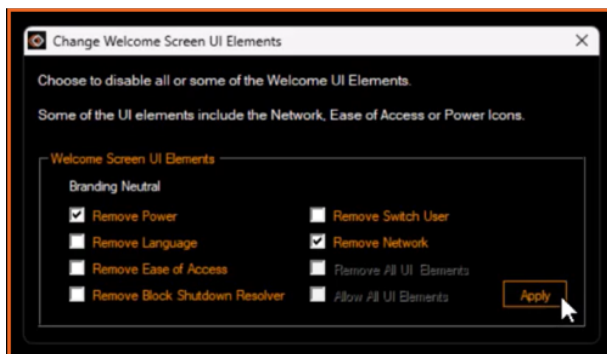 Change Welcome Screen UI Elements
Choose to disable all or some of the Welcome UI Elements.
Some of the UI elements include the Network, Ease of Access or Power Icons.
Welcome Screen UI Elements
Branding Neutral
Remove Power Remove Switch User
Remove Language Remove Network
Remove Ease of Access Remove All UI Elements
Remove Block Shutdown Resolver Allow All UI Elements Apply